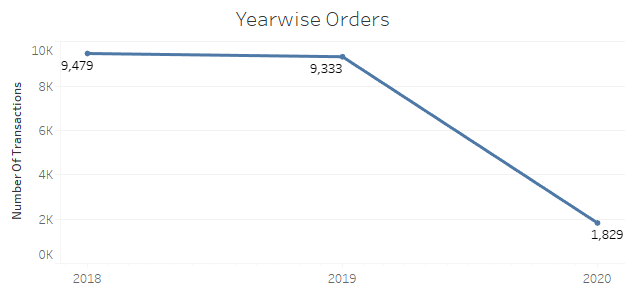 Yearwise Orders
Number Of Transactions
10K
8K
6K
4K
2K
0K
9,479
9,333
1,829
2018
2019
2020